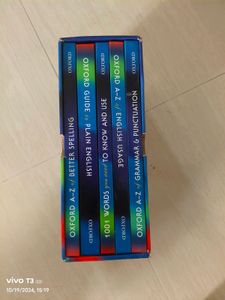 OXFORD A–Z of BETTER SPELLING
OXFORD
OXFORD GUIDE to PLAIN ENGLISH
OXFORD
OXFORD
1001 WORDS you need TO KNOW AND USE
OXFORD A–Z of ENGLISH USAGE
OXFORD
OXFORD
OXFORD A–Z of GRAMMAR & PUNCTUATION
vivo T3
10/19/2024, 15:19